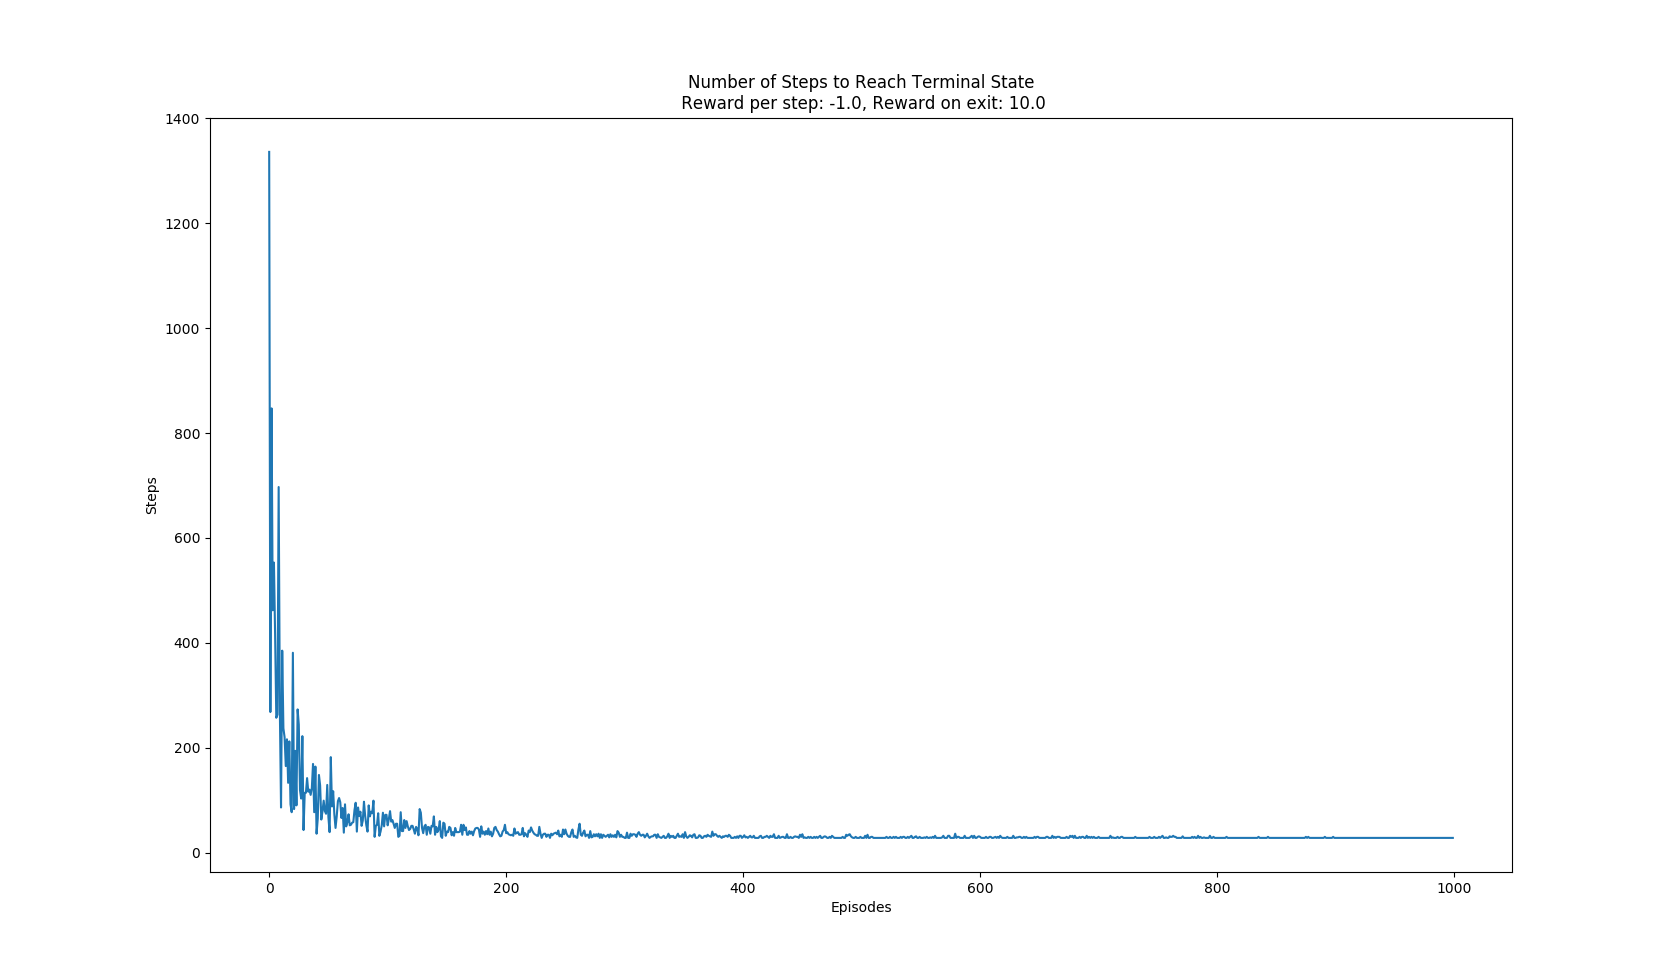 Number of Steps to Reach Terminal State
Reward per step: -1.0, Reward on exit: 10.0
1400
1200
1000
800
600
400
200
0
Steps
0 200 400 600 800 1000
Episodes